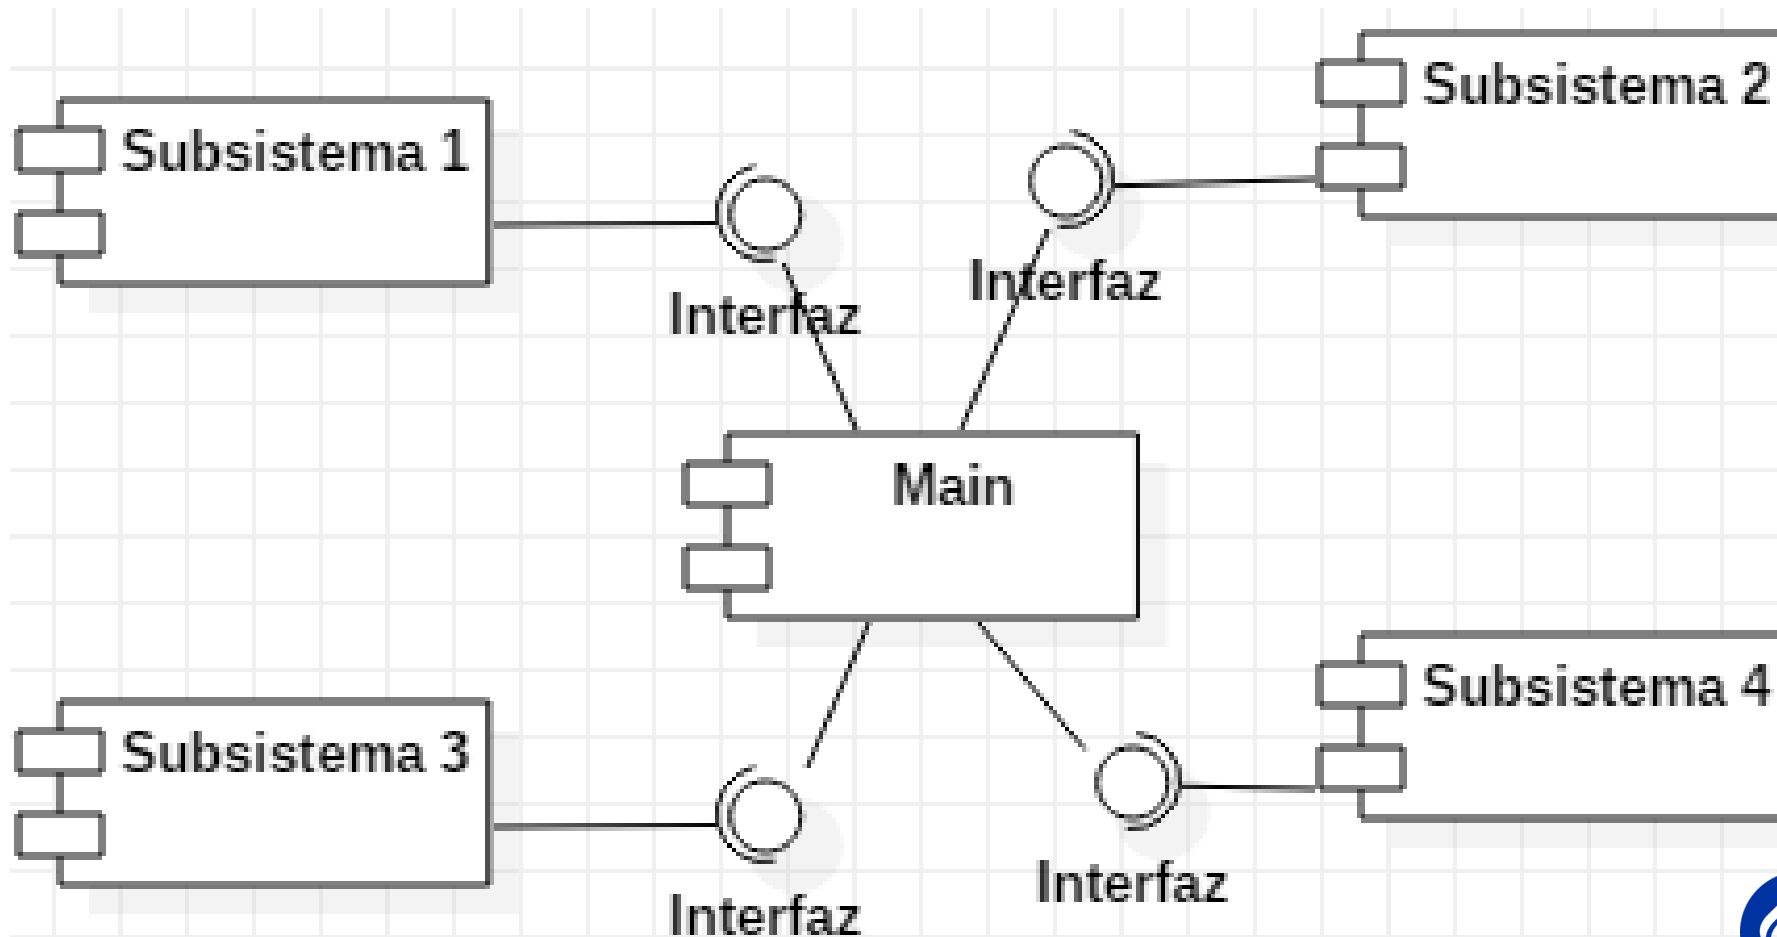 Subsistema 1
Subsistema 2
Interfaz
Interfaz
Main
Subsistema 3
Subsistema 4
Interfaz
Interfaz